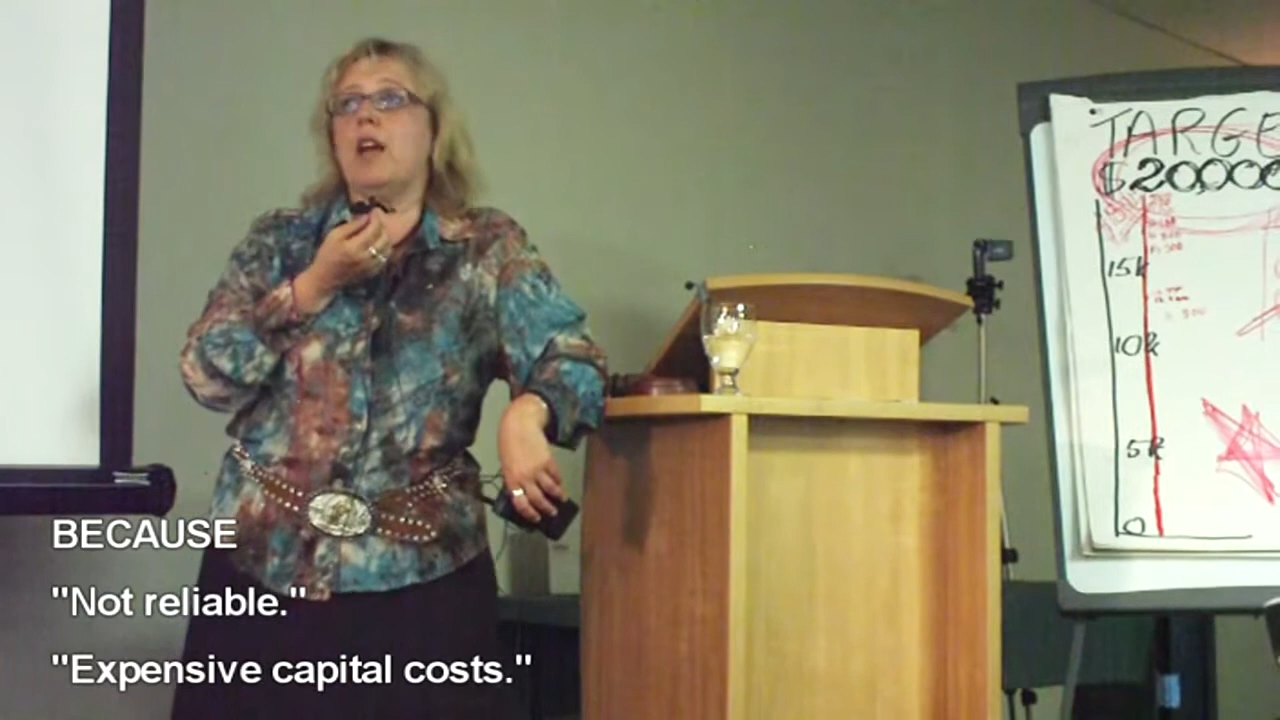 TARGE
$20,000
15k
10k
5k
0
BECAUSE
"Not reliable."
"Expensive capital costs."